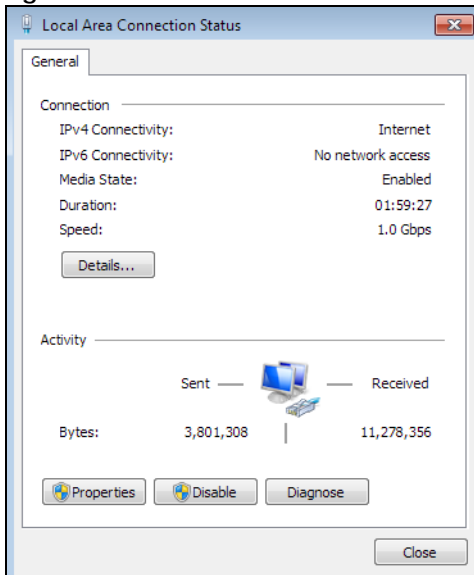 Local Area Connection Status
General
Connection
IPv4 Connectivity: Internet
IPv6 Connectivity: No network access
Media State: Enabled
Duration: 01:59:27
Speed: 1.0 Gbps
Details...
Activity
Sent Received
Bytes: 3,801,308 11,278,356
Properties Disable Diagnose
Close